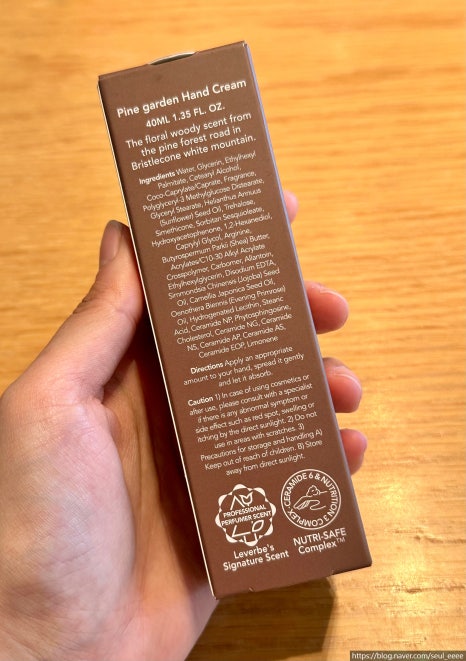 Pine garden Hand Cream
40ML 1.35 FL. OZ.
The floral woody scent from
the pine forest road in
Bristlecone white mountain.
Ingredients Water, Glycerin, Ethylhexyl
Palmitate, Cetearyl Alcohol,
Coco-Caprylate/Caprate, Fragrance,
Polyglyceryl-3 Methylglucose Distearate,
Glyceryl Stearate, Helianthus Annuus
(Sunflower) Seed Oil, Trehalose,
Simethicone, Sorbitan Sesquioleate,
Hydroxyacetophenone, 1,2-Hexanediol,
Caprylyl Glycol, Arginine,
Butyrospermum Parkii (Shea) Butter,
Acrylates/C10-30 Alkyl Acrylate
Crosspolymer, Carbomer, Allantoin,
Ethylhexylglycerin, Disodium EDTA,
Simmondsia Chinensis (Jojoba) Seed
Oil, Camellia Japonica Seed Oil,
Oenothera Biennis (Evening Primrose)
Oil, Hydrogenated Lecithin, Stearic
Acid, Ceramide NP, Phytosphingosine,
Cholesterol, Ceramide NG, Ceramide
NS, Ceramide AP, Ceramide AS,
Ceramide EOP, Limonene
Directions Apply an appropriate
amount to your hand, spread it gently
and let it absorb.
Caution 1) In case of using cosmetics or
after use, please consult with a specialist
if there is any abnormal symptom or
side effect such as red spot, swelling or
itching by the direct sunlight. 2) Do not
use in areas with scratches. 3)
Precautions for storage and handling A)
Keep out of reach of children. B) Store
away from direct sunlight.
PROFESSIONAL
PERFUMER SCENT
Leverbe's
Signature Scent
CERAMIDE 6 & NUTRITION 3 COMPLEX
NUTRI-SAFE
Complex™
https://blog.naver.com/seul_eeee